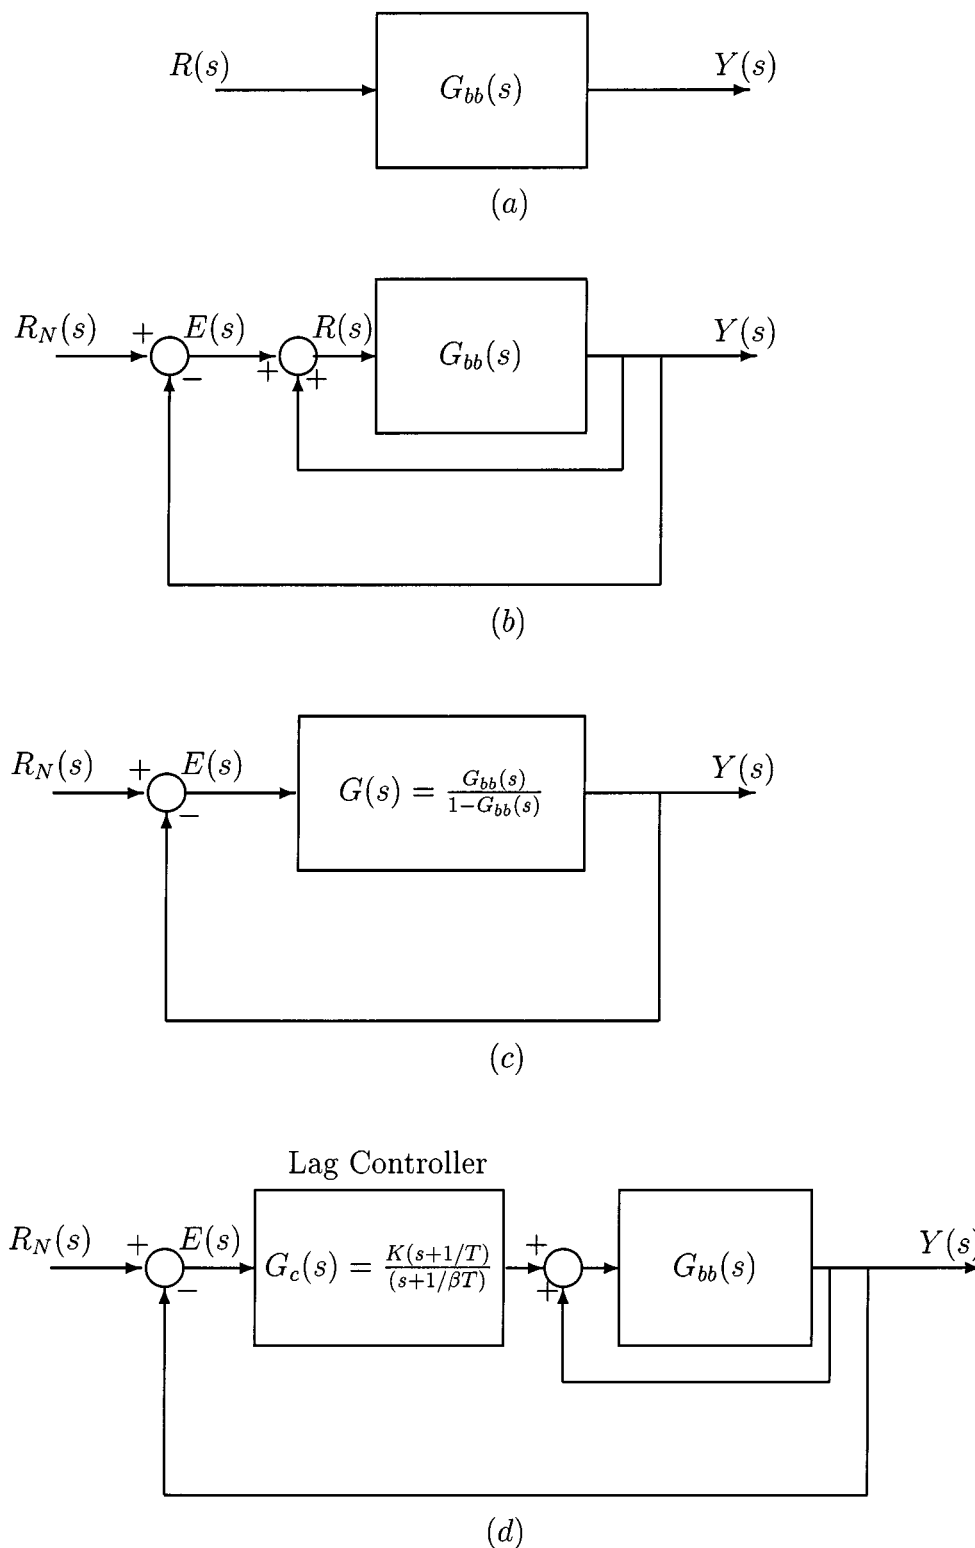 R(s) G_{bb}(s) Y(s)
(a)
R_N(s) + − E(s) + + R(s) G_{bb}(s) Y(s)
(b)
R_N(s) + − E(s) G(s) = \frac{G_{bb}(s)}{1-G_{bb}(s)} Y(s)
(c)
Lag Controller
R_N(s) + − E(s) G_c(s) = \frac{K(s+1/T)}{(s+1/βT)} + + G_{bb}(s) Y(s)
(d)